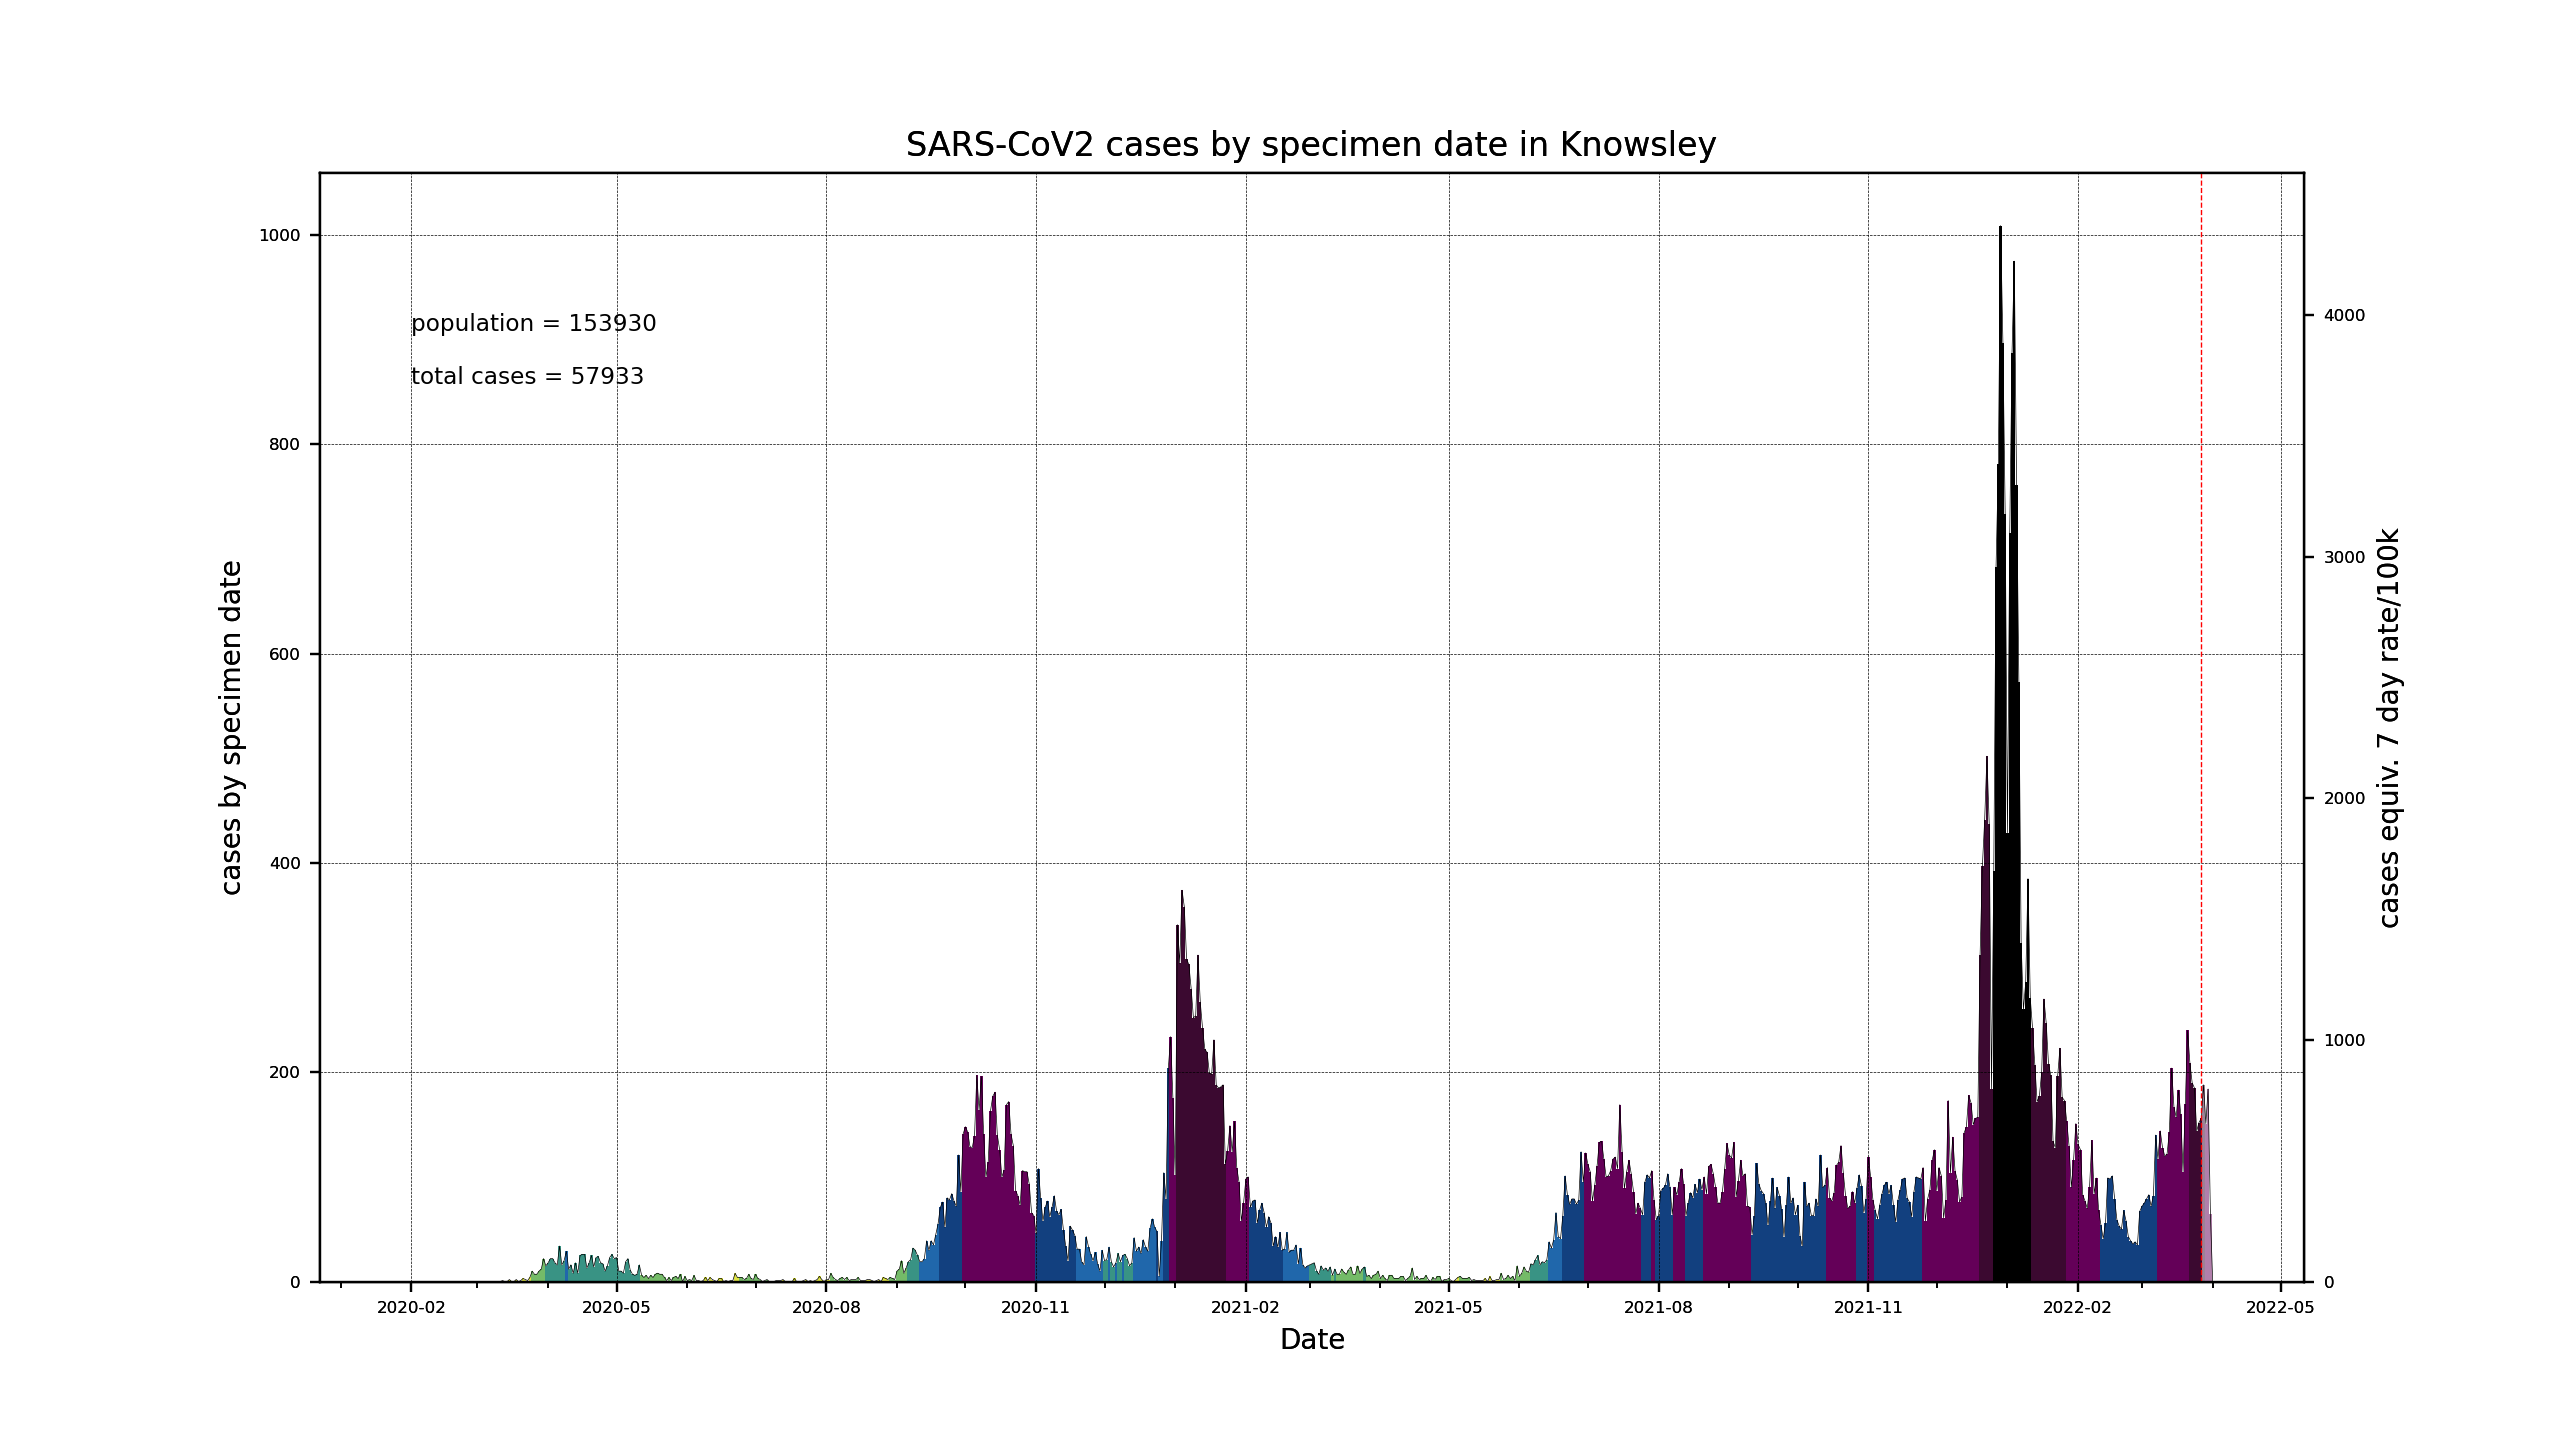 SARS-CoV2 cases by specimen date in Knowsley
population = 153930
total cases = 57933
cases by specimen date
1000
800
600
400
200
0
cases equiv. 7 day rate/100k
4000
3000
2000
1000
0
2020-02 2020-05 2020-08 2020-11 2021-02 2021-05 2021-08 2021-11 2022-02 2022-05
Date